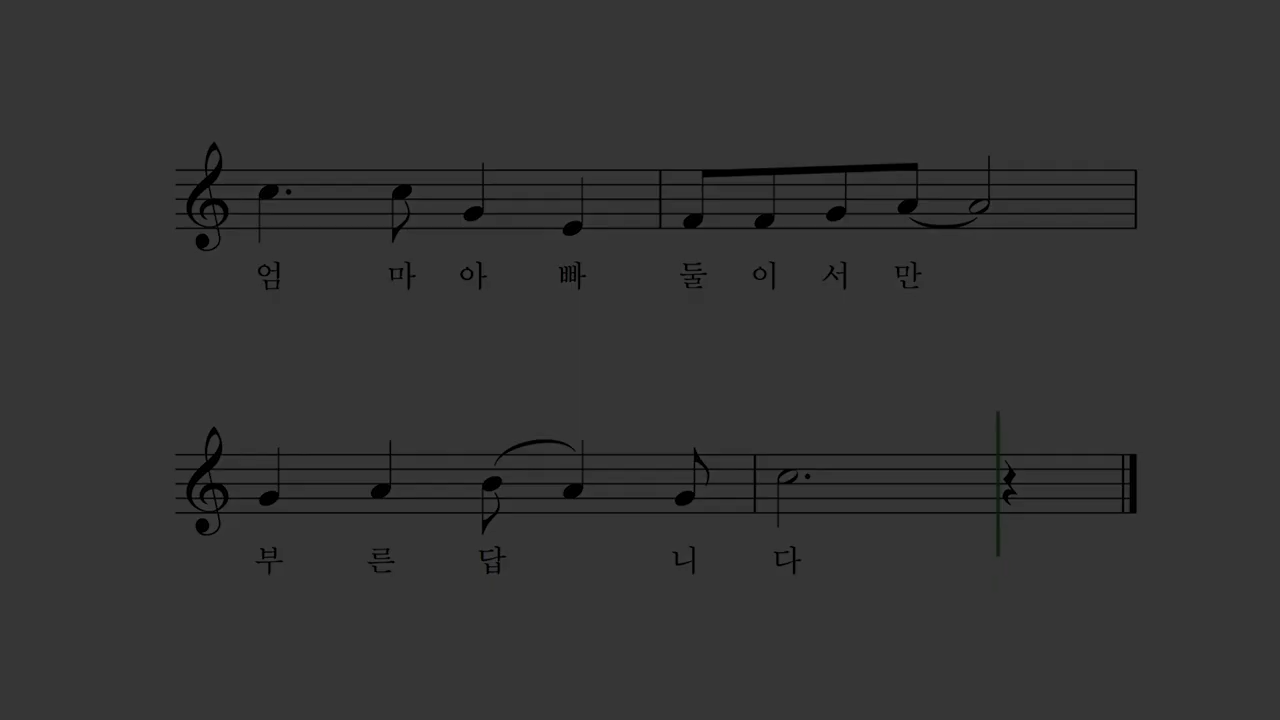 엄 마 아 빠 둘 이 서 만
부 른 답 니 다